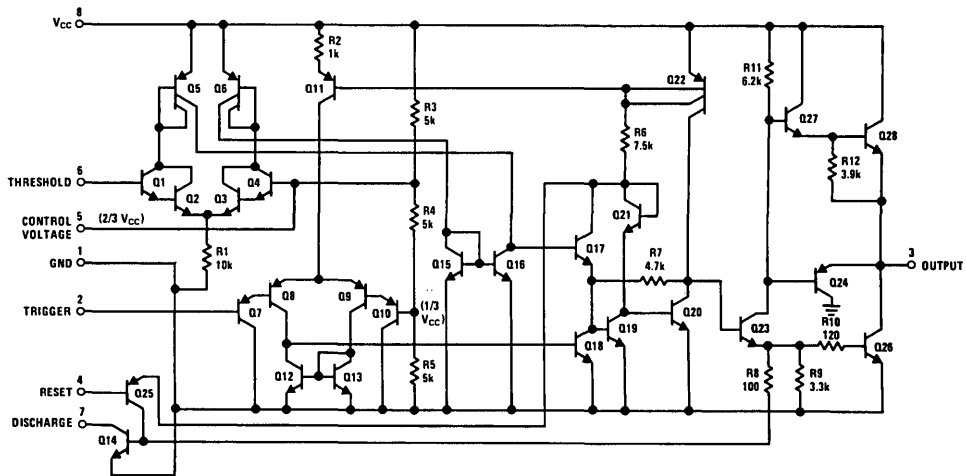 VCC 8
R2
1k
Q5
Q6
Q11
R3
5k
Q22
R11
6.2k
Q27
Q28
R6
7.5k
R12
3.9k
THRESHOLD 6
Q1
Q2
Q3
Q4
CONTROL VOLTAGE 5 (2/3 VCC)
R4
5k
Q21
GND 1
R1
10k
Q15
Q16
Q17
R7
4.7k
3 OUTPUT
Q24
TRIGGER 2
Q7
Q8
Q9
Q10
(1/3 VCC)
Q18
Q19
Q20
Q23
R10
120
Q26
Q12
Q13
R5
5k
R8
100
R9
3.3k
RESET 4
Q25
DISCHARGE 7
Q14